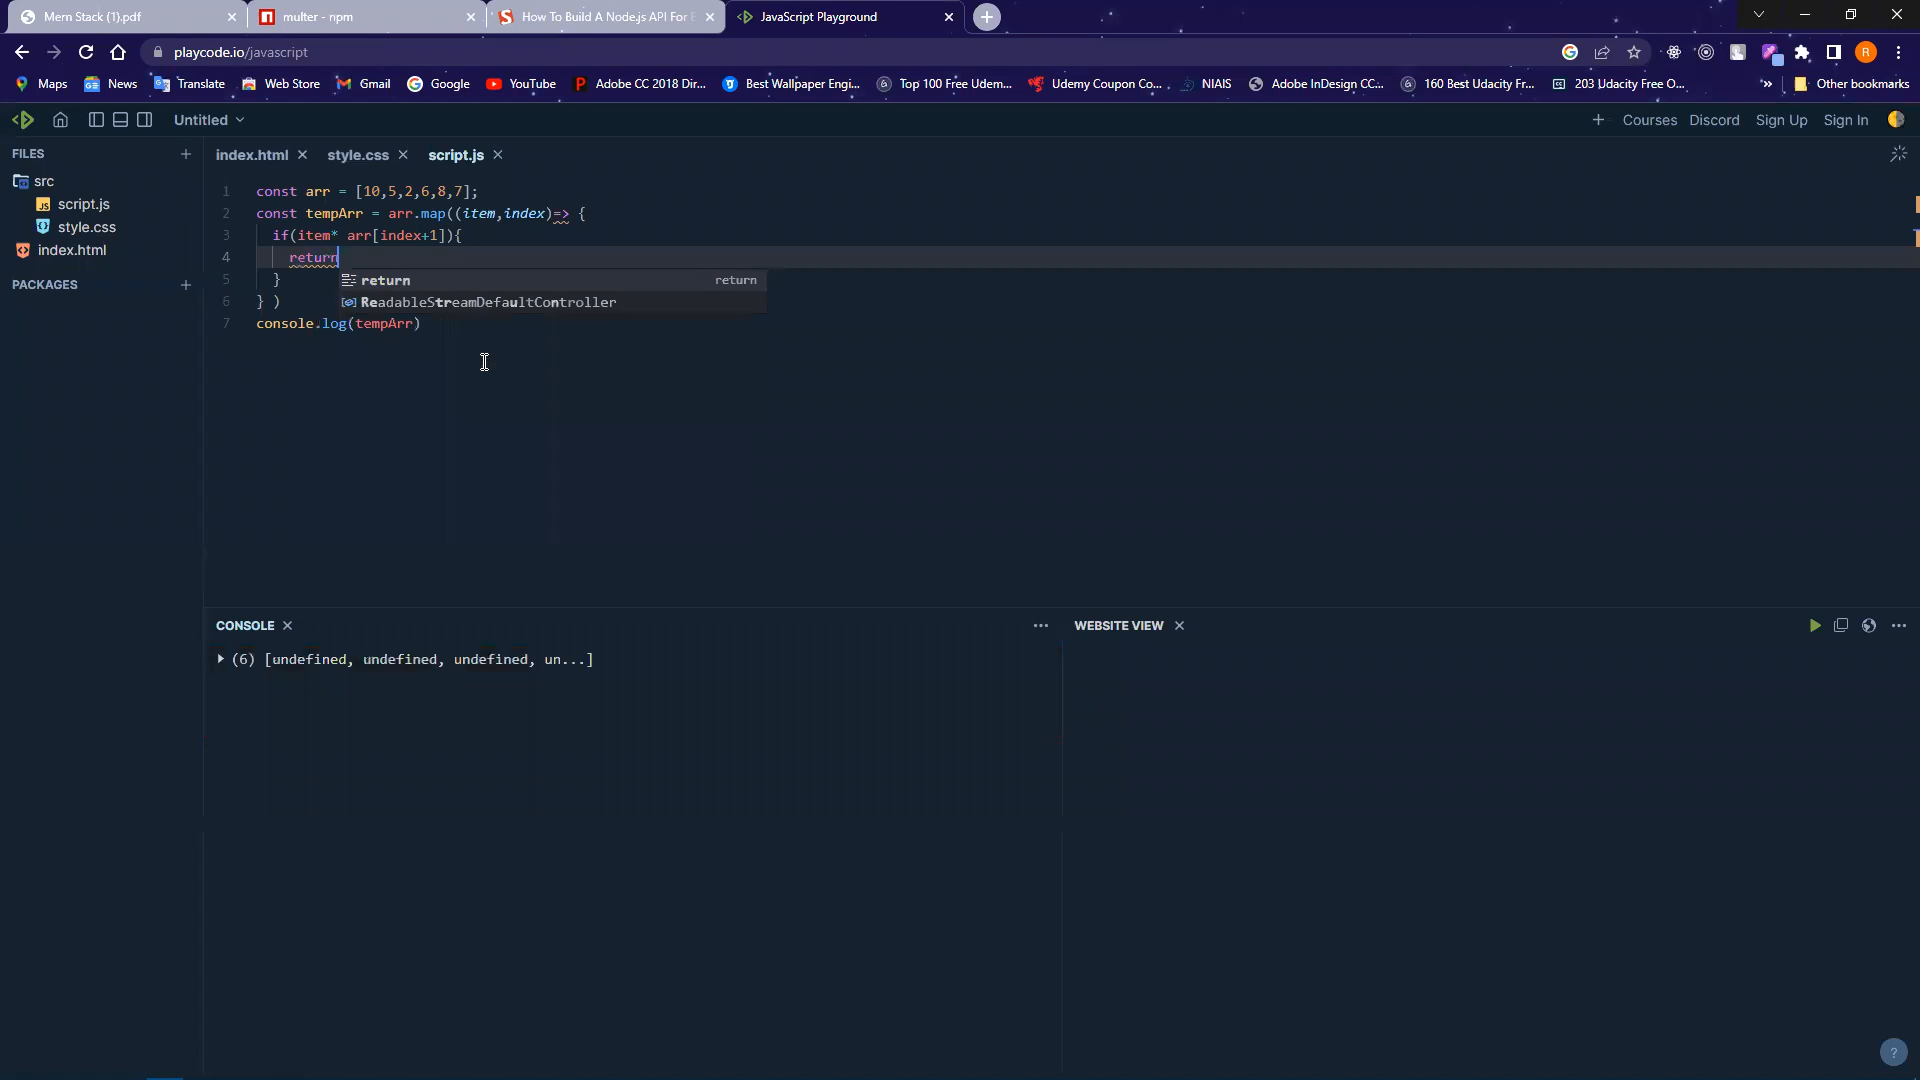 Mern Stack (1).pdf
multer - npm
How To Build A Node.js API For E
JavaScript Playground
playcode.io/javascript
Maps
News
Translate
Web Store
Gmail
Google
YouTube
Adobe CC 2018 Dir...
Best Wallpaper Engi...
Top 100 Free Udem...
Udemy Coupon Co...
NIAIS
Adobe InDesign CC...
160 Best Udacity Fr...
203 Udacity Free O...
»
Other bookmarks
Untitled
+ Courses Discord Sign Up Sign In
FILES +
index.html
style.css
script.js
src
script.js
style.css
index.html
PACKAGES +
1 const arr = [10,5,2,6,8,7];
2 const tempArr = arr.map((item,index)=> {
3 if(item* arr[index+1]){
4 return
5 }
6 } )
7 console.log(tempArr)
return return
ReadableStreamDefaultController
CONSOLE
WEBSITE VIEW
(6) [undefined, undefined, undefined, un...]
R
?